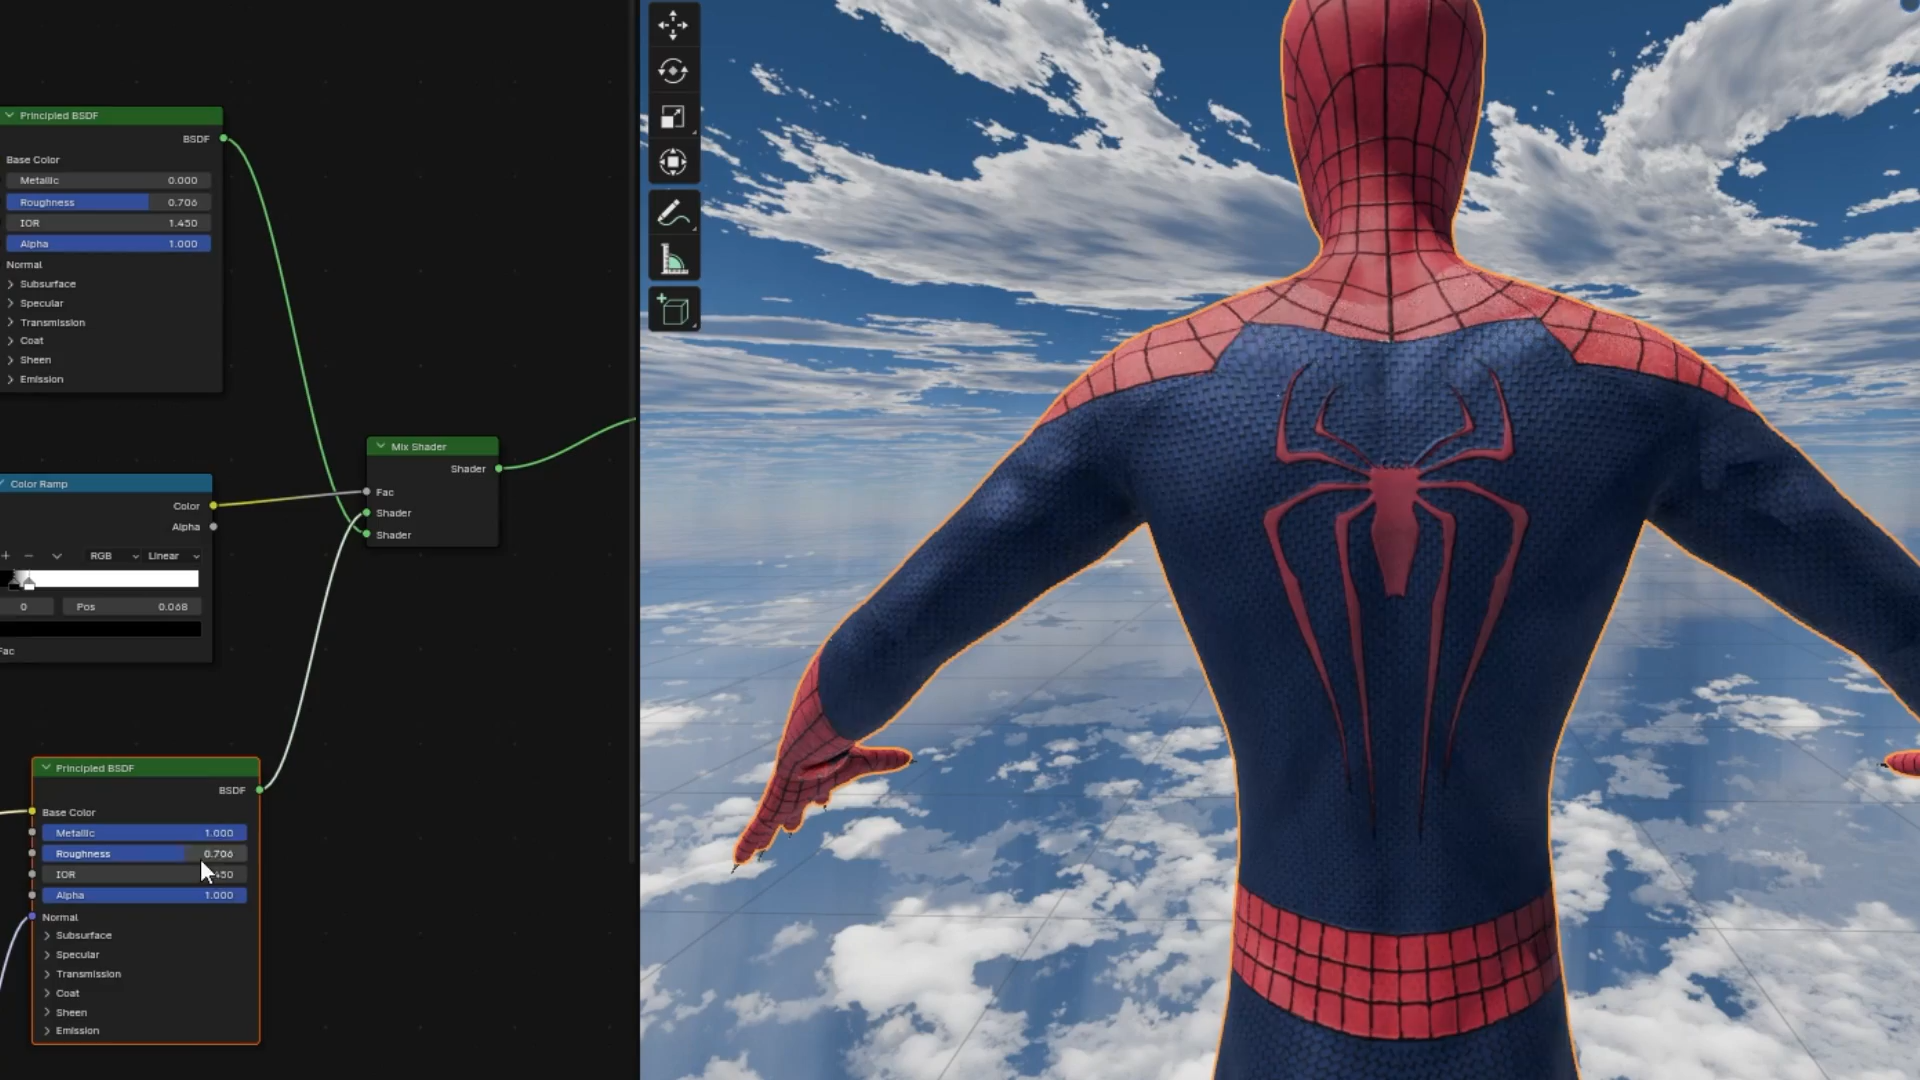 Principled BSDF
BSDF
Base Color
Metallic 0.000
Roughness 0.706
IOR 1.450
Alpha 1.000
Normal
Subsurface
Specular
Transmission
Coat
Sheen
Emission
Color Ramp
Color
Alpha
RGB Linear
0 Pos 0.068
Fac
Mix Shader
Shader
Fac
Shader
Shader
Principled BSDF
BSDF
Base Color
Metallic 1.000
Roughness 0.706
IOR 450
Alpha 1.000
Normal
Subsurface
Specular
Transmission
Coat
Sheen
Emission